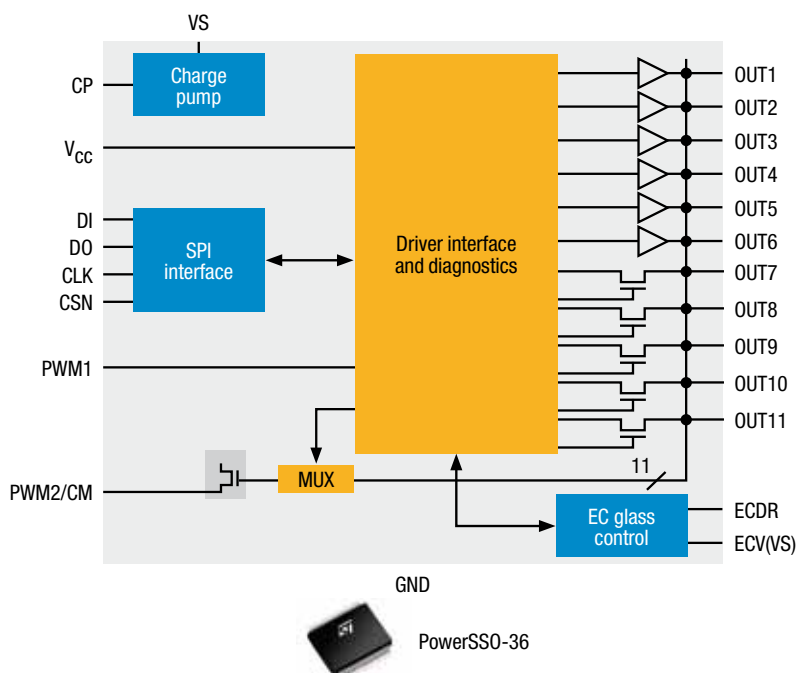 VS
CP
Charge
pump
VCC
DI
DO
CLK
CSN
SPI
interface
PWM1
PWM2/CM
MUX
Driver interface
and diagnostics
OUT1
OUT2
OUT3
OUT4
OUT5
OUT6
OUT7
OUT8
OUT9
OUT10
OUT11
11
EC glass
control
ECDR
ECV(VS)
GND
ST
PowerSSO-36